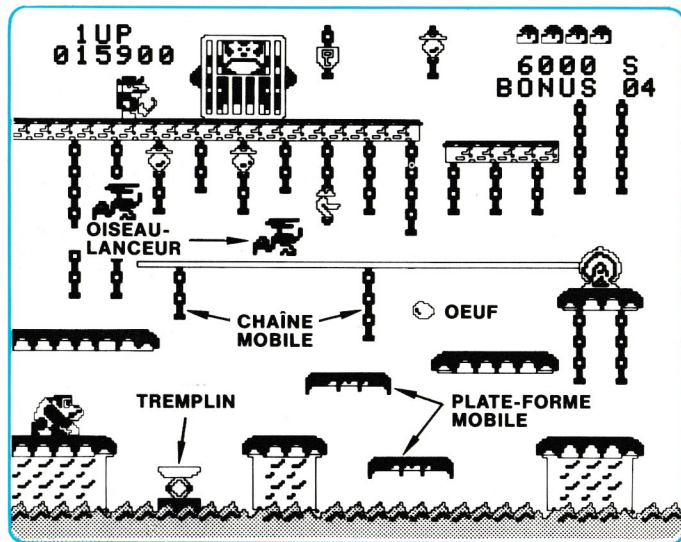 1UP
015900
6000 S
BONUS 04
OISEAU-
LANCEUR
CHAÎNE
MOBILE
OEUF
TREMPLIN
PLATE-FORME
MOBILE